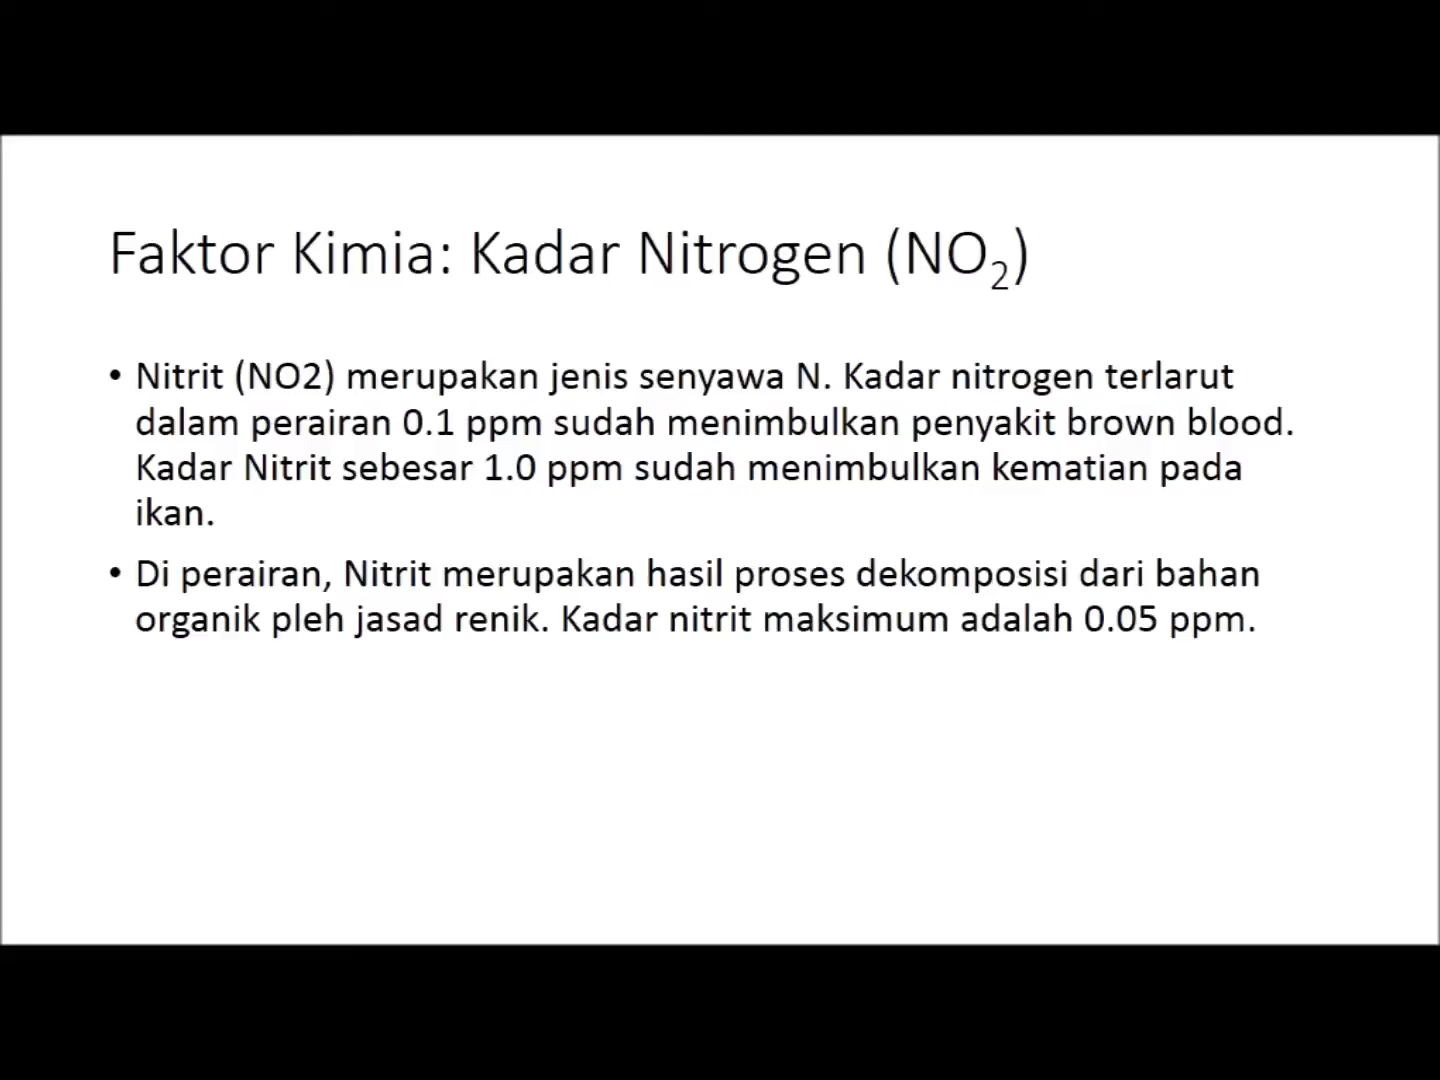 Faktor Kimia: Kadar Nitrogen (NO₂)
• Nitrit (NO2) merupakan jenis senyawa N. Kadar nitrogen terlarut
dalam perairan 0.1 ppm sudah menimbulkan penyakit brown blood.
Kadar Nitrit sebesar 1.0 ppm sudah menimbulkan kematian pada
ikan.
• Di perairan, Nitrit merupakan hasil proses dekomposisi dari bahan
organik pleh jasad renik. Kadar nitrit maksimum adalah 0.05 ppm.